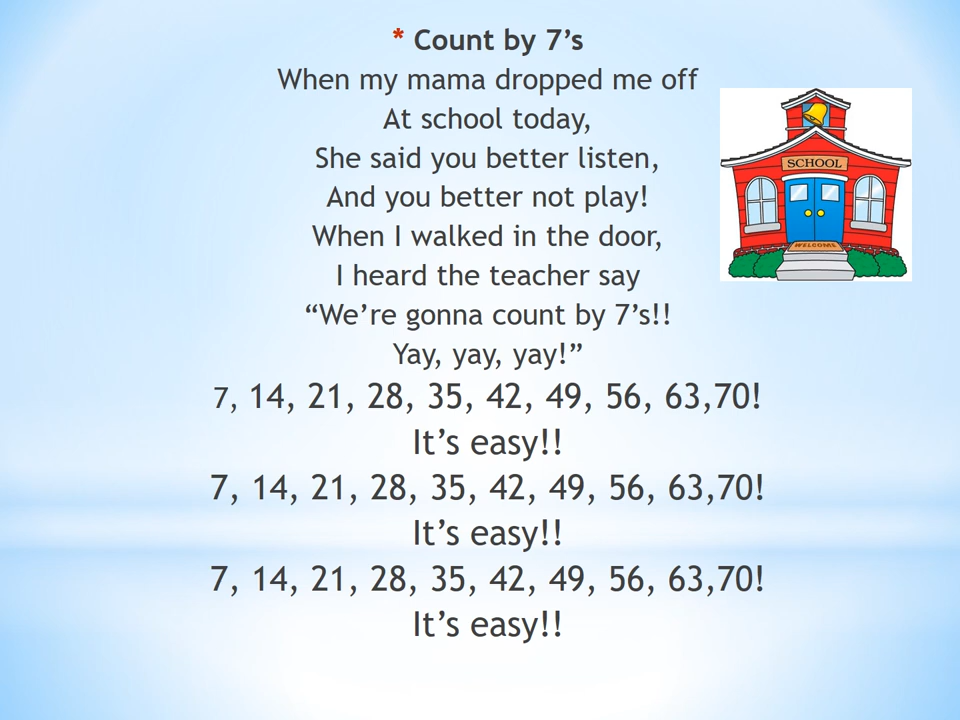 * Count by 7’s
When my mama dropped me off
At school today,
She said you better listen,
And you better not play!
When I walked in the door,
I heard the teacher say
“We’re gonna count by 7’s!!
Yay, yay, yay!”
7, 14, 21, 28, 35, 42, 49, 56, 63,70!
It’s easy!!
7, 14, 21, 28, 35, 42, 49, 56, 63,70!
It’s easy!!
7, 14, 21, 28, 35, 42, 49, 56, 63,70!
It’s easy!!
SCHOOL
WELCOME